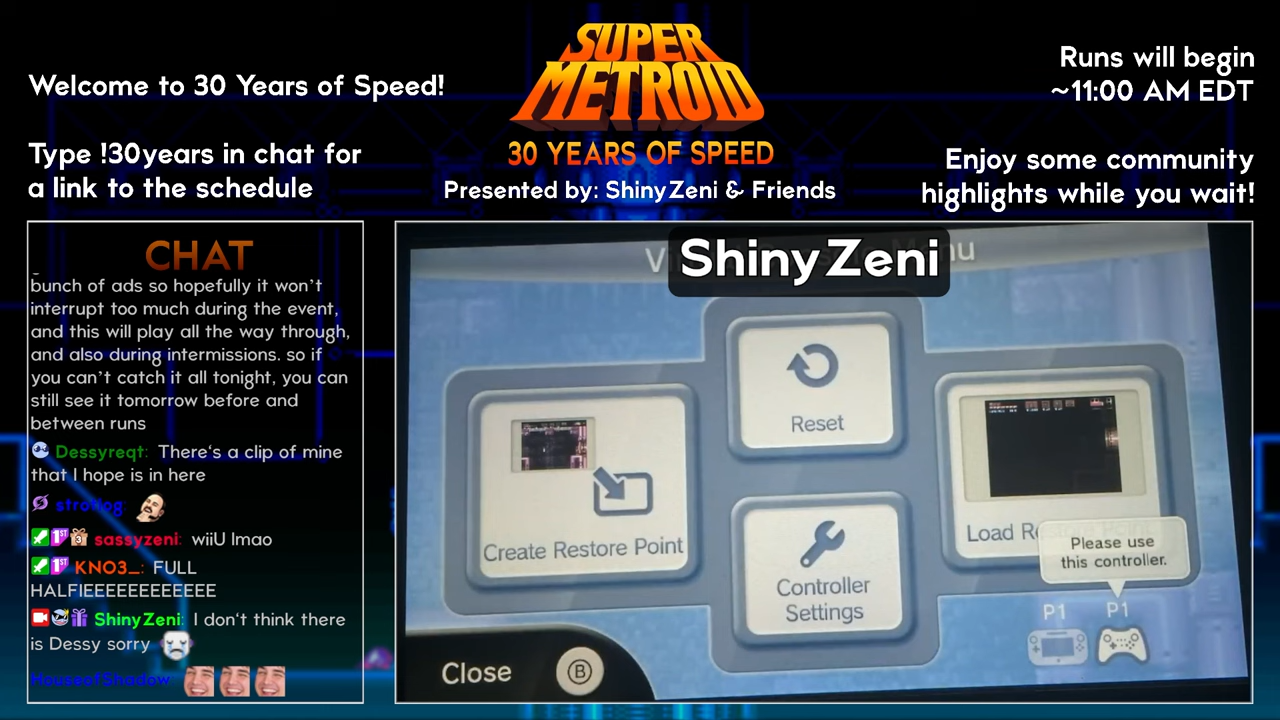 SUPER
METROID
30 YEARS OF SPEED
Presented by: ShinyZeni & Friends
Welcome to 30 Years of Speed!
Type !30years in chat for
a link to the schedule
Runs will begin
~11:00 AM EDT
Enjoy some community
highlights while you wait!
CHAT
bunch of ads so hopefully it won't
interrupt too much during the event,
and this will play all the way through,
and also during intermissions. so if
you can't catch it all tonight, you can
still see it tomorrow before and
between runs
Dessyreqt: There's a clip of mine
that I hope is in here
strotlog:
sassyzeni: wiiU lmao
KNO3_: FULL
HALFIEEEEEEEEEEEE
ShinyZeni: I don't think there
is Dessy sorry
HouseofShadow:
ShinyZeni
Reset
Create Restore Point
Controller
Settings
Load
Please use
this controller.
P1
P1
Close
B